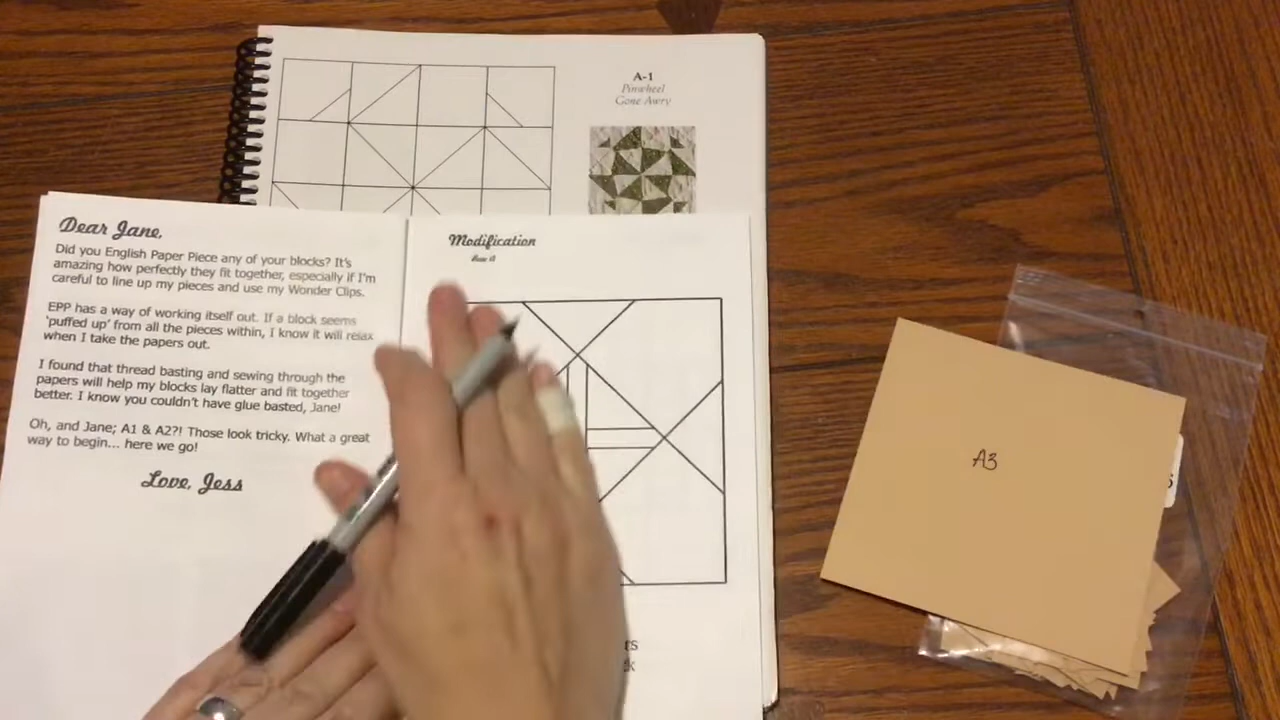 A-1
Pinwheel
Gone Awry
Dear Jane,
Did you English Paper Piece any of your blocks? It's
amazing how perfectly they fit together, especially if I'm
careful to line up my pieces and use my Wonder Clips.
EPP has a way of working itself out. If a block seems
'puffed up' from all the pieces within, I know it will relax
when I take the papers out.
I found that thread basting and sewing through the
papers will help my blocks lay flatter and fit together
better. I know you couldn't have glue basted, Jane!
Oh, and Jane; A1 & A2?! Those look tricky. What a great
way to begin... here we go!
Love, Jess
Modification
A3